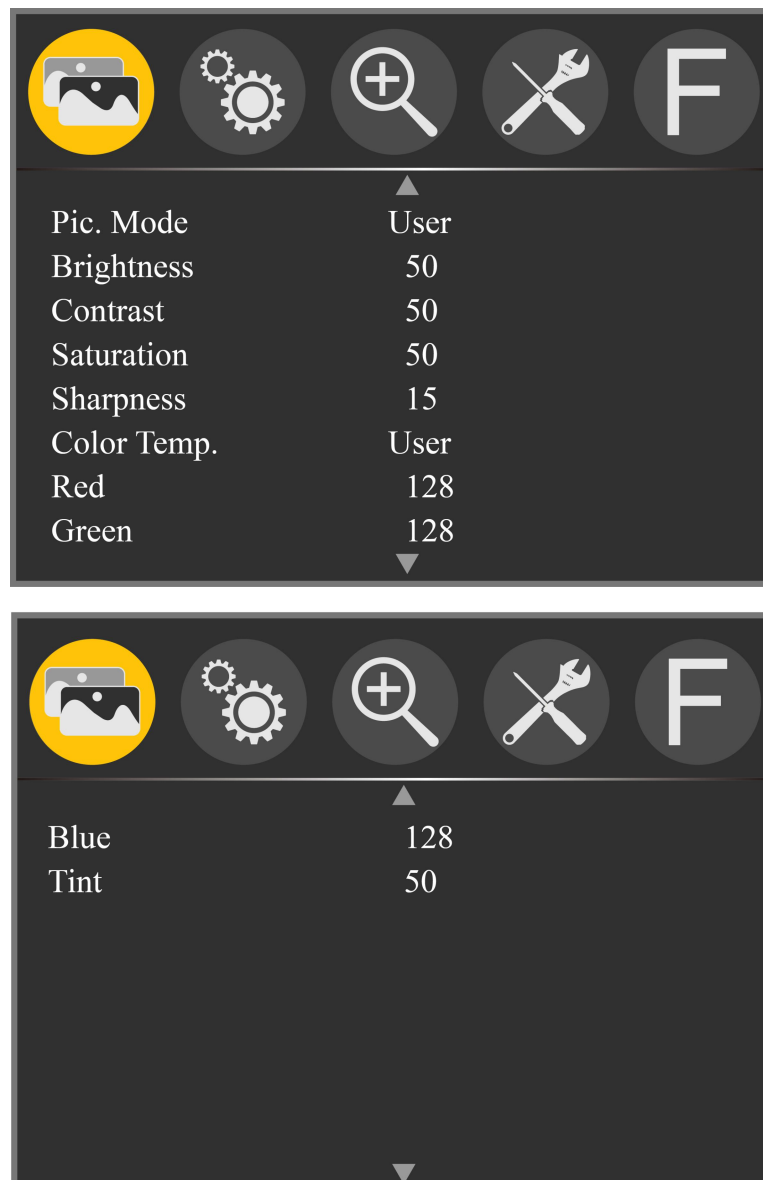 F
Pic. Mode User
Brightness 50
Contrast 50
Saturation 50
Sharpness 15
Color Temp. User
Red 128
Green 128
F
Blue 128
Tint 50